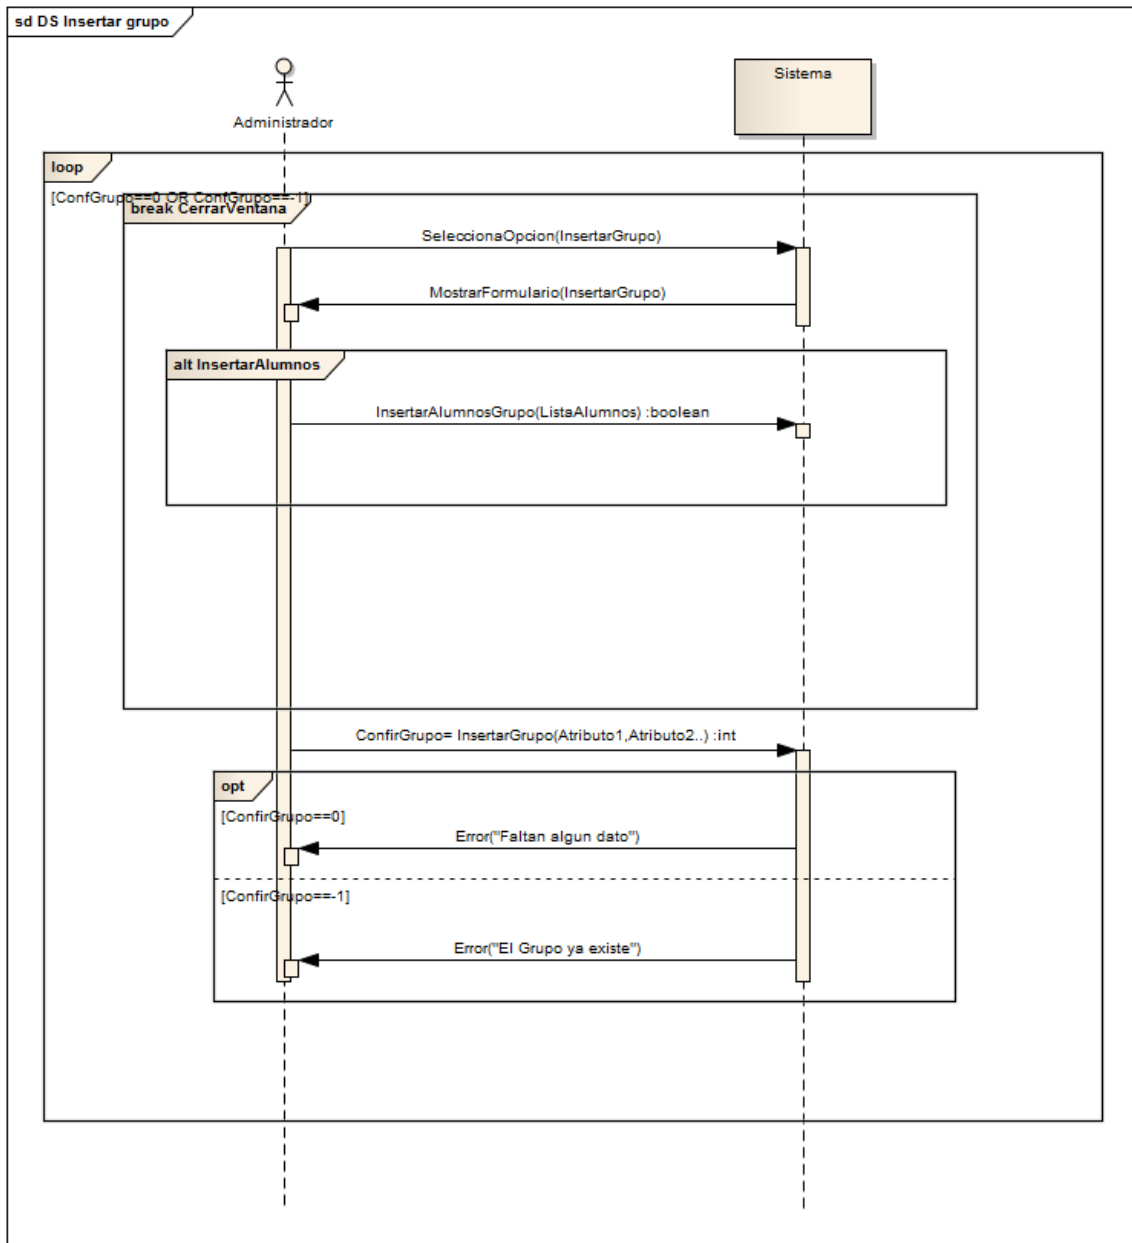 sd DS Insertar grupo
Administrador
Sistema
loop
[ConfGrupo==0 OR ConfGrupo==-1]
break CerrarVentana
SeleccionaOpcion(InsertarGrupo)
MostrarFormulario(InsertarGrupo)
alt InsertarAlumnos
InsertarAlumnosGrupo(ListaAlumnos) :boolean
ConfirGrupo= InsertarGrupo(Atributo1,Atributo2..) :int
opt
[ConfirGrupo==0]
Error("Faltan algun dato")
[ConfirGrupo==-1]
Error("El Grupo ya existe")